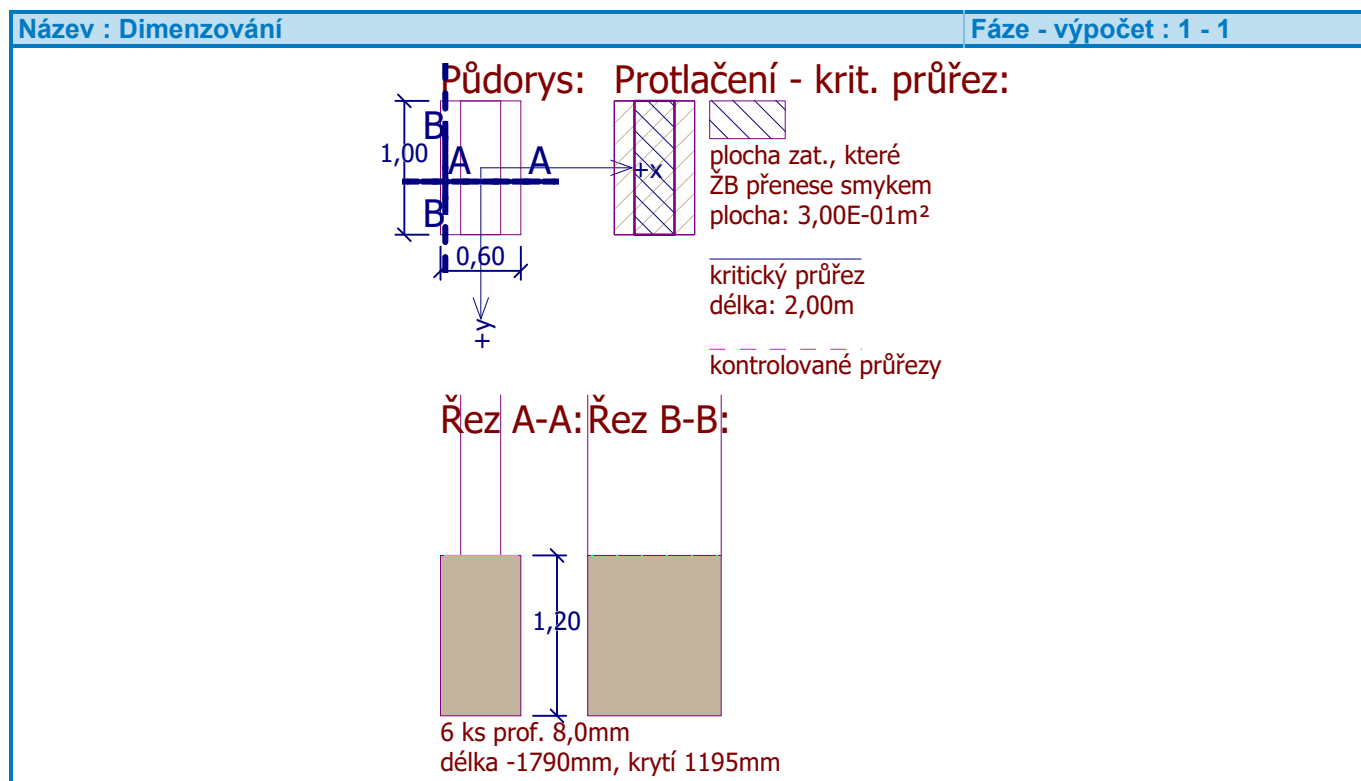 Název : Dimenzování
Fáze - výpočet : 1 - 1
Půdorys:
Protlačení - krit. průřez:
B
1,00
A
A
B
0,60
+x
+y
plocha zat., které
ŽB přenese smykem
plocha: 3,00E-01m²
kritický průřez
délka: 2,00m
kontrolované průřezy
Řez A-A:
Řez B-B:
1,20
6 ks prof. 8,0mm
délka -1790mm, krytí 1195mm